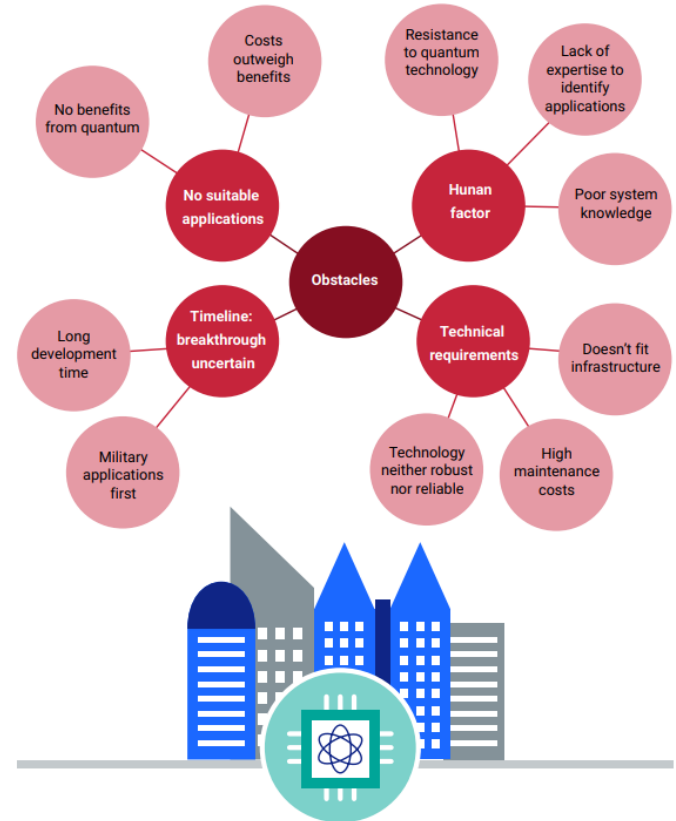 Costs
outweigh
benefits
No benefits
from quantum
No suitable
applications
Resistance
to quantum
technology
Lack of
expertise to
identify
applications
Hunan
factor
Poor system
knowledge
Obstacles
Timeline:
breakthrough
uncertain
Long
development
time
Military
applications
first
Technical
requirements
Doesn't fit
infrastructure
Technology
neither robust
nor reliable
High
maintenance
costs